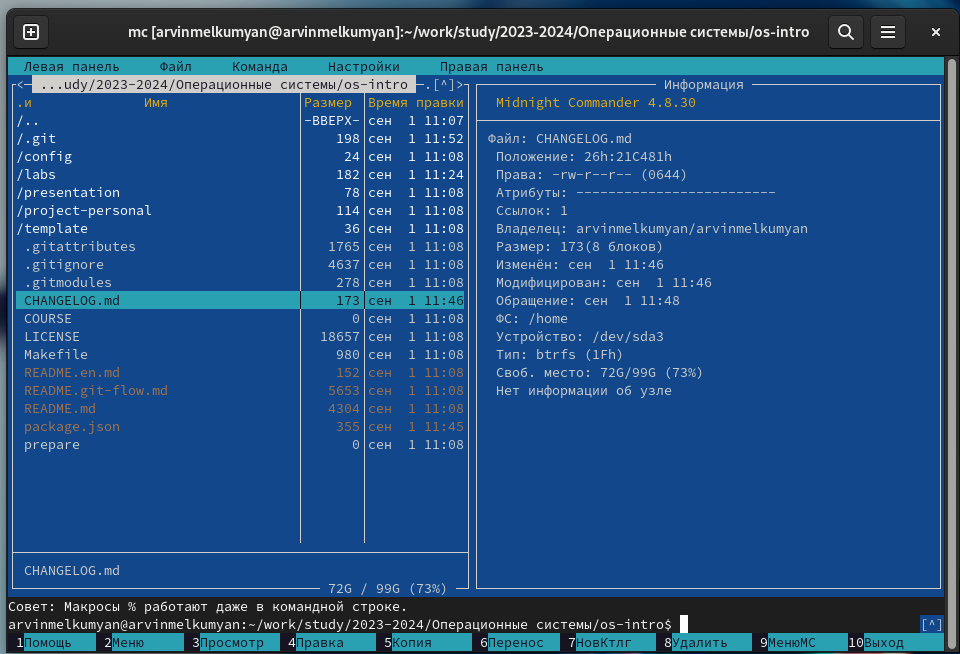 mc [arvinmelkumyan@arvinmelkumyan]:~/work/study/2023-2024/Операционные системы/os-intro
Левая панель Файл Команда Настройки Правая панель
<— ...udy/2023-2024/Операционные системы/os-intro —.[^]>
.и Имя Размер Время правки
/.. -ВВЕРХ- сен 1 11:07
/.git 198 сен 1 11:52
/config 24 сен 1 11:08
/labs 182 сен 1 11:24
/presentation 78 сен 1 11:08
/project-personal 114 сен 1 11:08
/template 36 сен 1 11:08
.gitattributes 1765 сен 1 11:08
.gitignore 4637 сен 1 11:08
.gitmodules 278 сен 1 11:08
CHANGELOG.md 173 сен 1 11:46
COURSE 0 сен 1 11:08
LICENSE 18657 сен 1 11:08
Makefile 980 сен 1 11:08
README.en.md 152 сен 1 11:08
README.git-flow.md 5653 сен 1 11:08
README.md 4304 сен 1 11:08
package.json 355 сен 1 11:45
prepare 0 сен 1 11:08
CHANGELOG.md
72G / 99G (73%)
Информация
Midnight Commander 4.8.30
Файл: CHANGELOG.md
Положение: 26h:21C481h
Права: -rw-r--r-- (0644)
Атрибуты: -------------------------
Ссылок: 1
Владелец: arvinmelkumyan/arvinmelkumyan
Размер: 173(8 блоков)
Изменён: сен 1 11:46
Модифицирован: сен 1 11:46
Обращение: сен 1 11:48
ФС: /home
Устройство: /dev/sda3
Тип: btrfs (1Fh)
Своб. место: 72G/99G (73%)
Нет информации об узле
Совет: Макросы % работают даже в командной строке.
arvinmelkumyan@arvinmelkumyan:~/work/study/2023-2024/Операционные системы/os-intro$ [^]
1Помощь 2Меню 3Просмотр 4Правка 5Копия 6Перенос 7НовКтлг 8Удалить 9МенюMC 10Выход